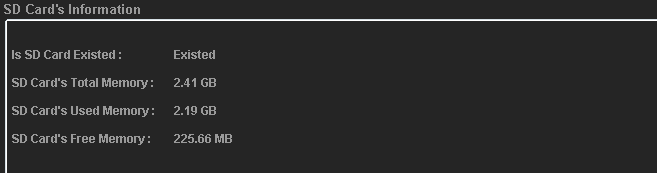 SD Card's Information
Is SD Card Existed : Existed
SD Card's Total Memory : 2.41 GB
SD Card's Used Memory : 2.19 GB
SD Card's Free Memory : 225.66 MB